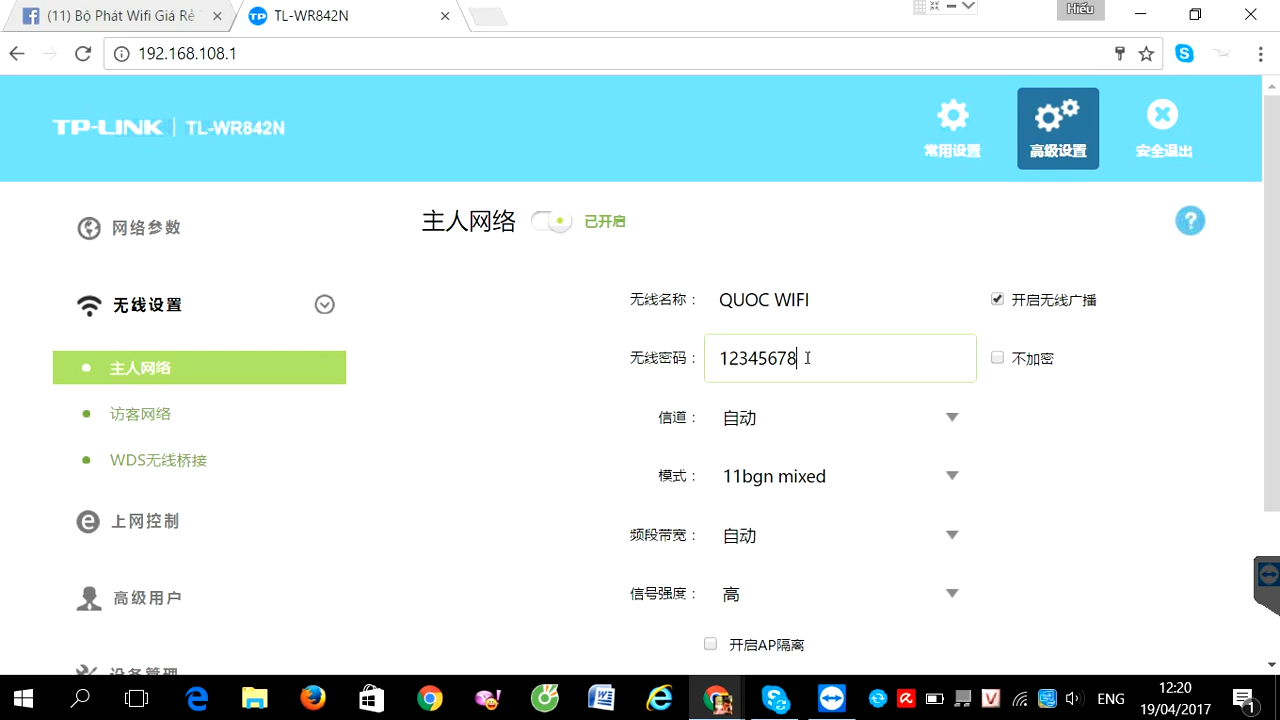 (11) Bộ Phát Wifi Giá Rẻ
TL-WR842N
Hiếu
192.168.108.1
TP-LINK | TL-WR842N
常用设置
高级设置
安全退出
网络参数
主人网络
已开启
无线设置
无线名称：
QUOC WIFI
开启无线广播
主人网络
无线密码：
12345678
不加密
访客网络
信道：
自动
WDS无线桥接
模式：
11bgn mixed
上网控制
频段带宽：
自动
高级用户
信号强度：
高
开启AP隔离
设备管理
ENG
12:20
19/04/2017
1